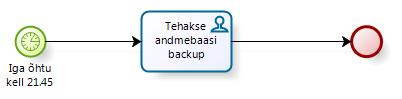 Iga õhtu
kell 21.45
Tehakse
andmebaasi
backup